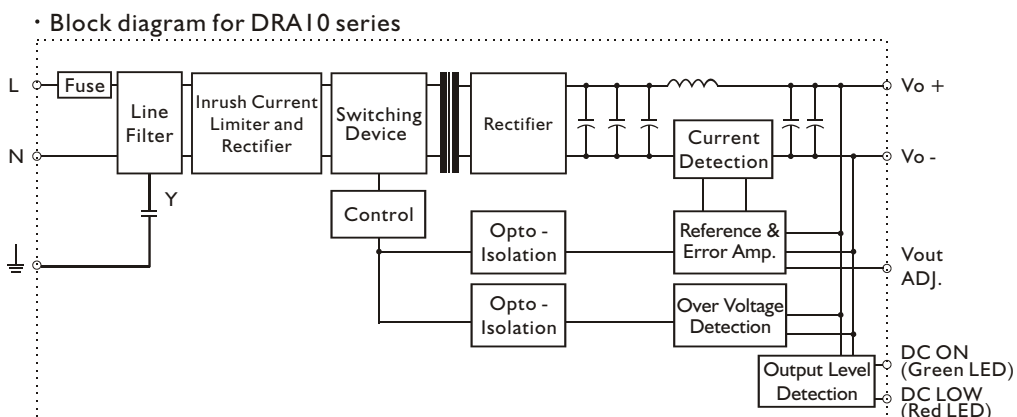 · Block diagram for DRA10 series
L
Fuse
Line
Filter
Inrush Current
Limiter and
Rectifier
Switching
Device
Rectifier
Current
Detection
Vo +
N
Vo -
Y
Control
Opto -
Isolation
Reference &
Error Amp.
Vout
ADJ.
Opto -
Isolation
Over Voltage
Detection
Output Level
Detection
DC ON
(Green LED)
DC LOW
(Red LED)